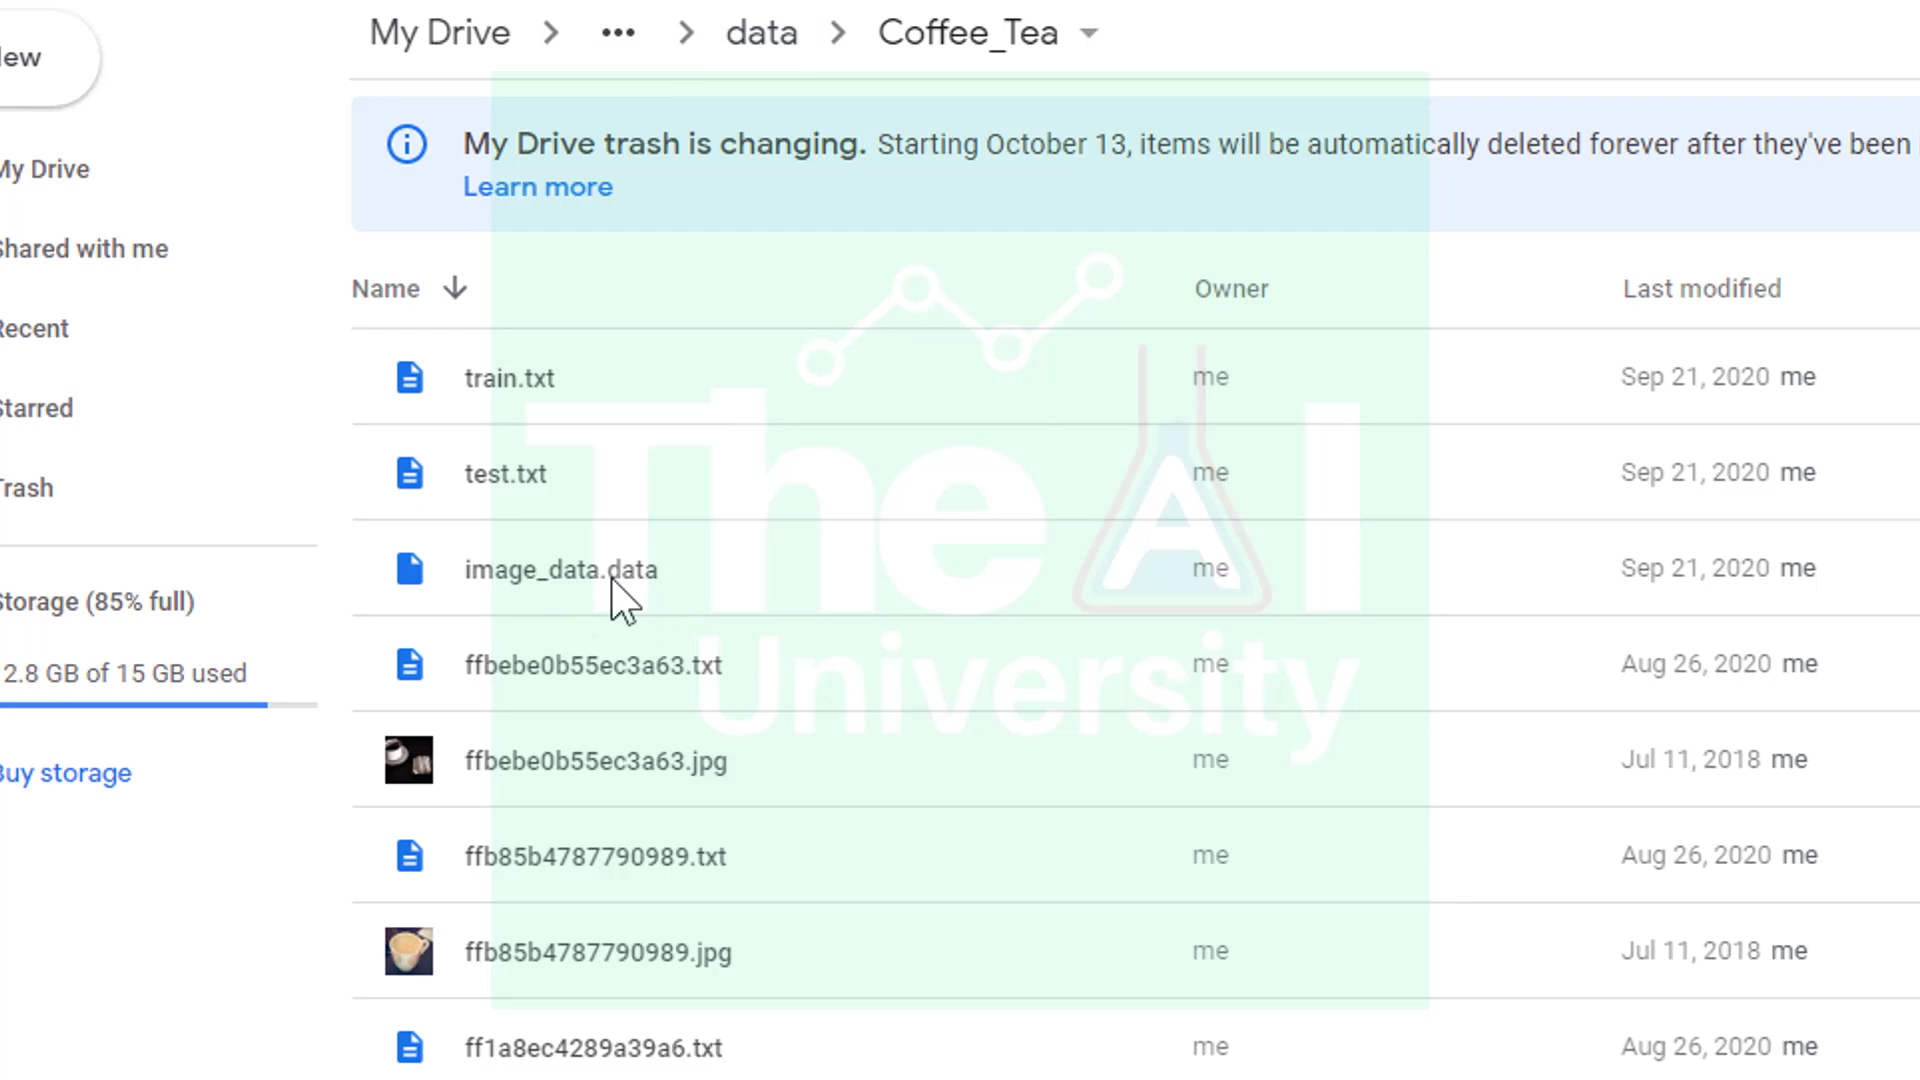 My Drive > ••• > data > Coffee_Tea
ew
My Drive trash is changing. Starting October 13, items will be automatically deleted forever after they've been
Learn more
My Drive
Shared with me
Recent
Starred
Trash
Storage (85% full)
2.8 GB of 15 GB used
Buy storage
Name Owner Last modified
train.txt me Sep 21, 2020 me
test.txt me Sep 21, 2020 me
image_data.data me Sep 21, 2020 me
ffbebe0b55ec3a63.txt me Aug 26, 2020 me
ffbebe0b55ec3a63.jpg me Jul 11, 2018 me
ffb85b4787790989.txt me Aug 26, 2020 me
ffb85b4787790989.jpg me Jul 11, 2018 me
ff1a8ec4289a39a6.txt me Aug 26, 2020 me
The AI
University